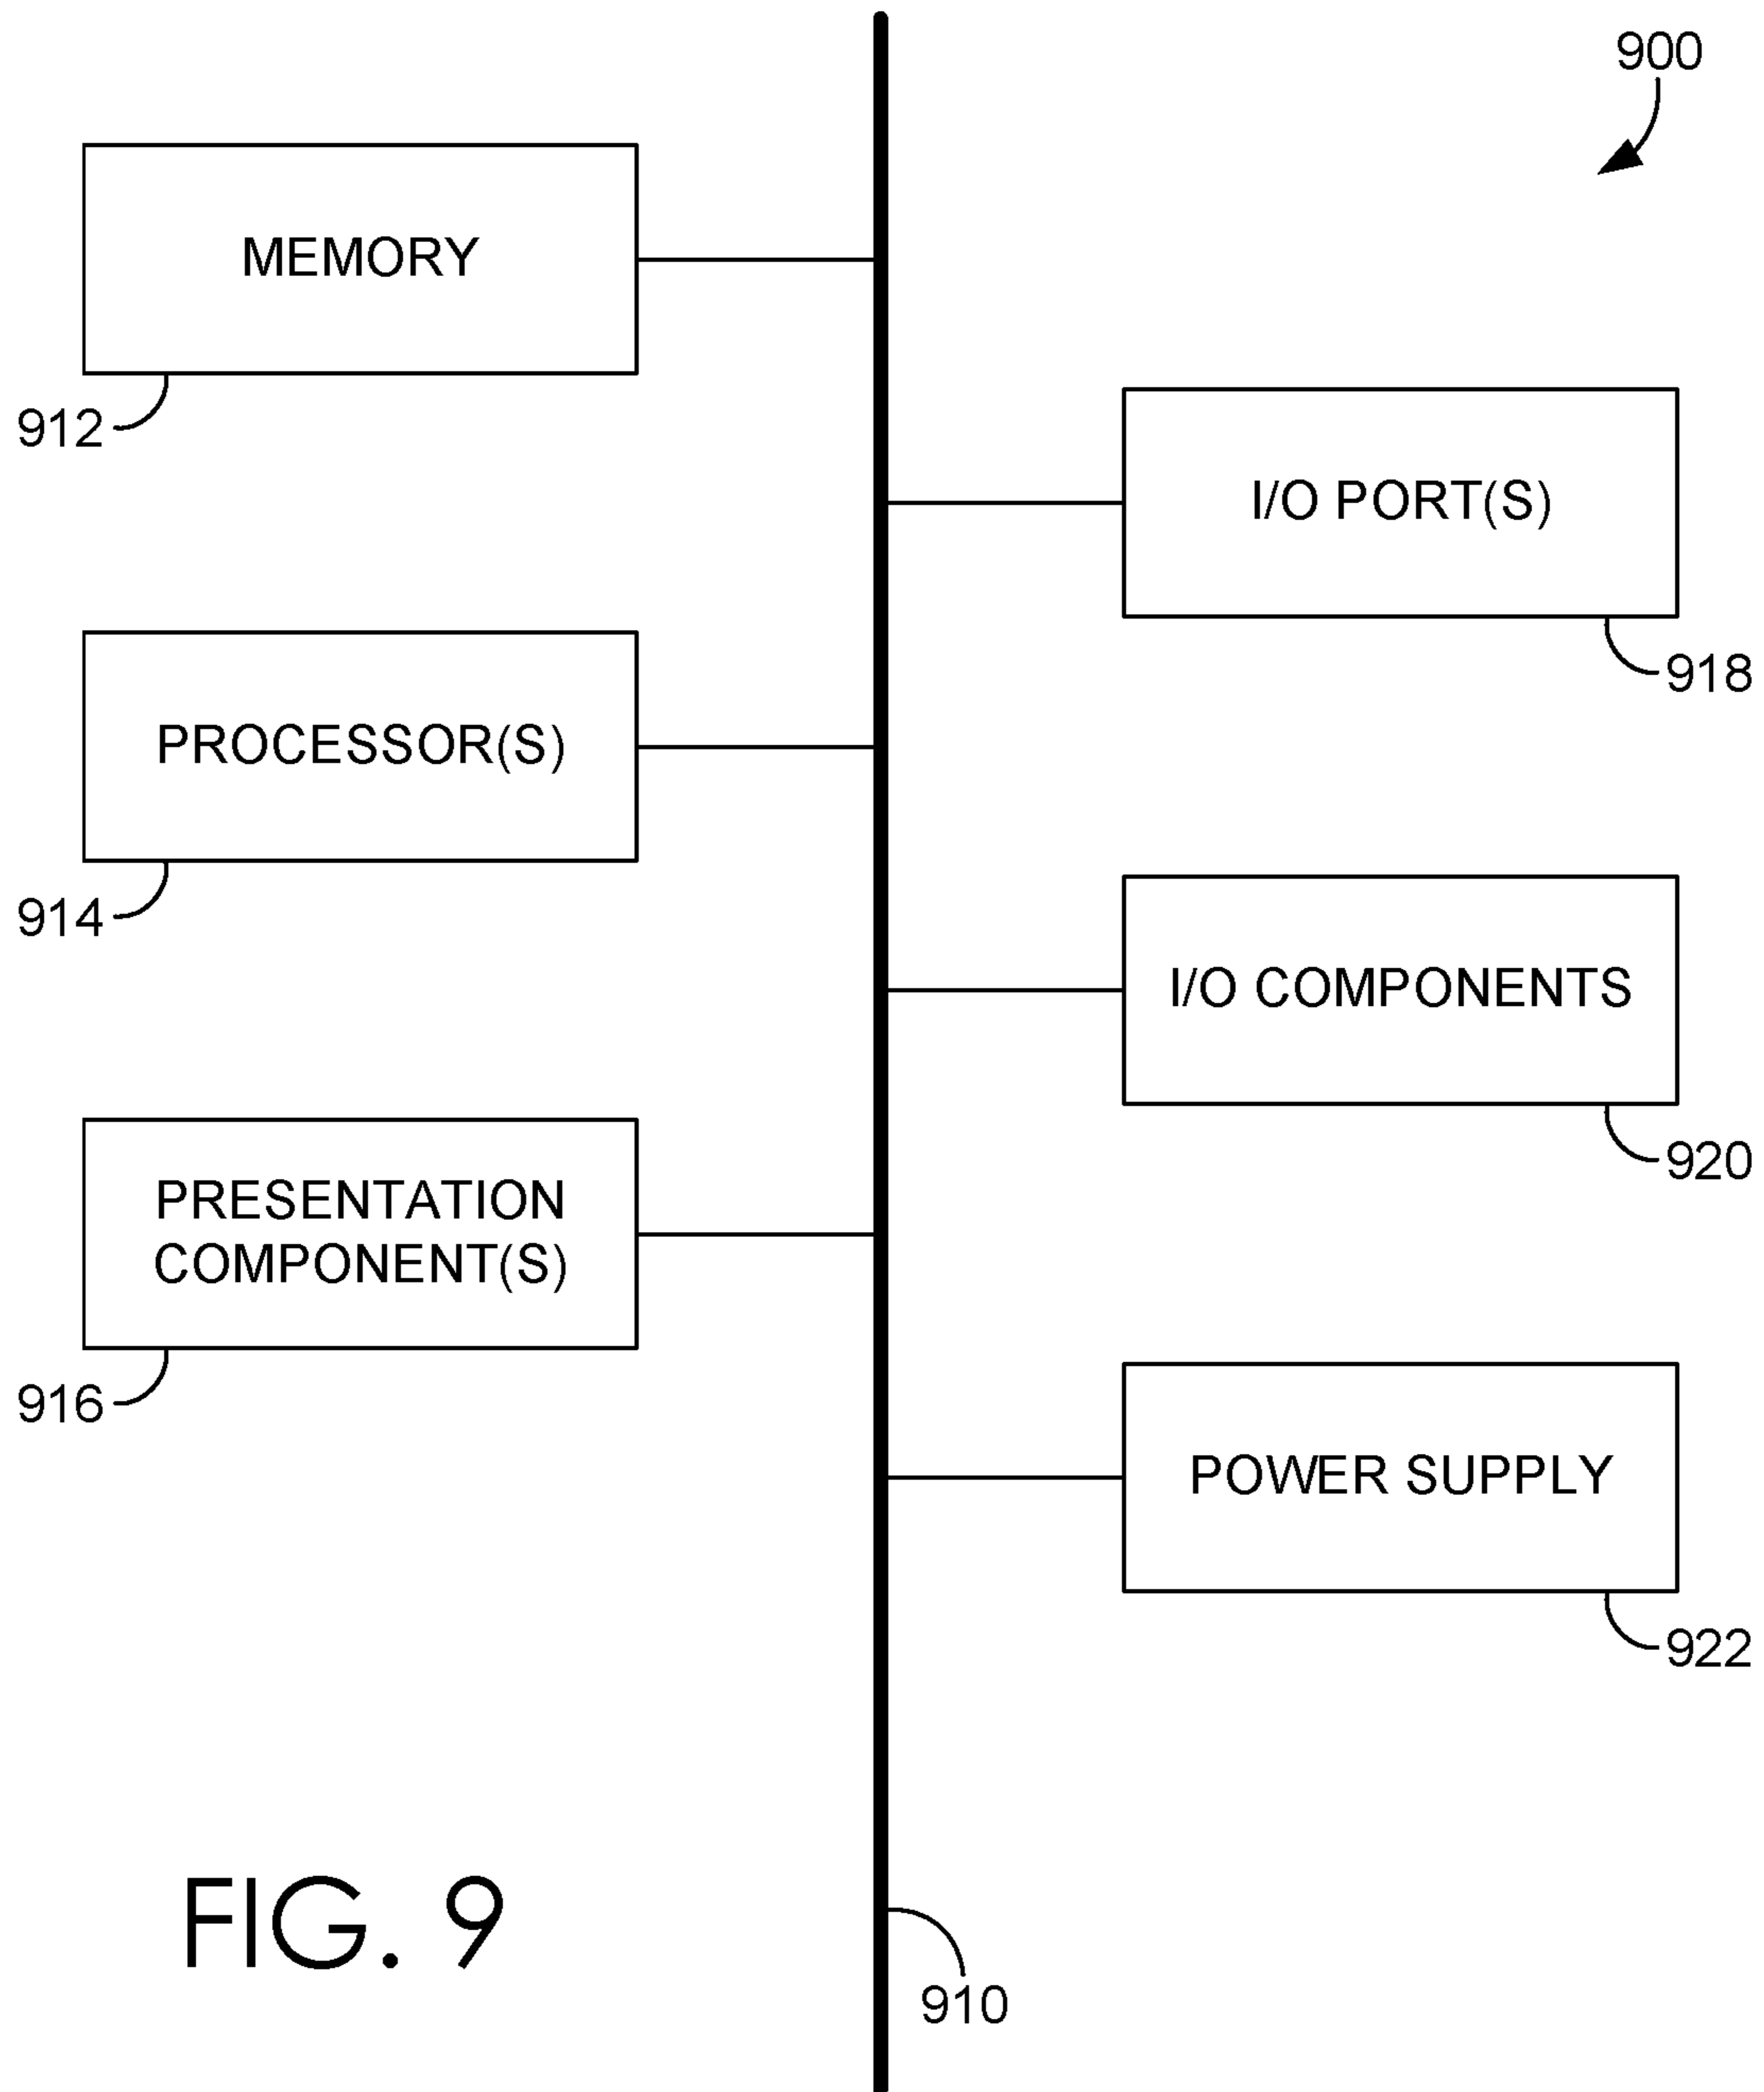 900
MEMORY
912
I/O PORT(S)
918
PROCESSOR(S)
914
I/O COMPONENTS
920
PRESENTATION
COMPONENT(S)
916
POWER SUPPLY
922
FIG. 9
910